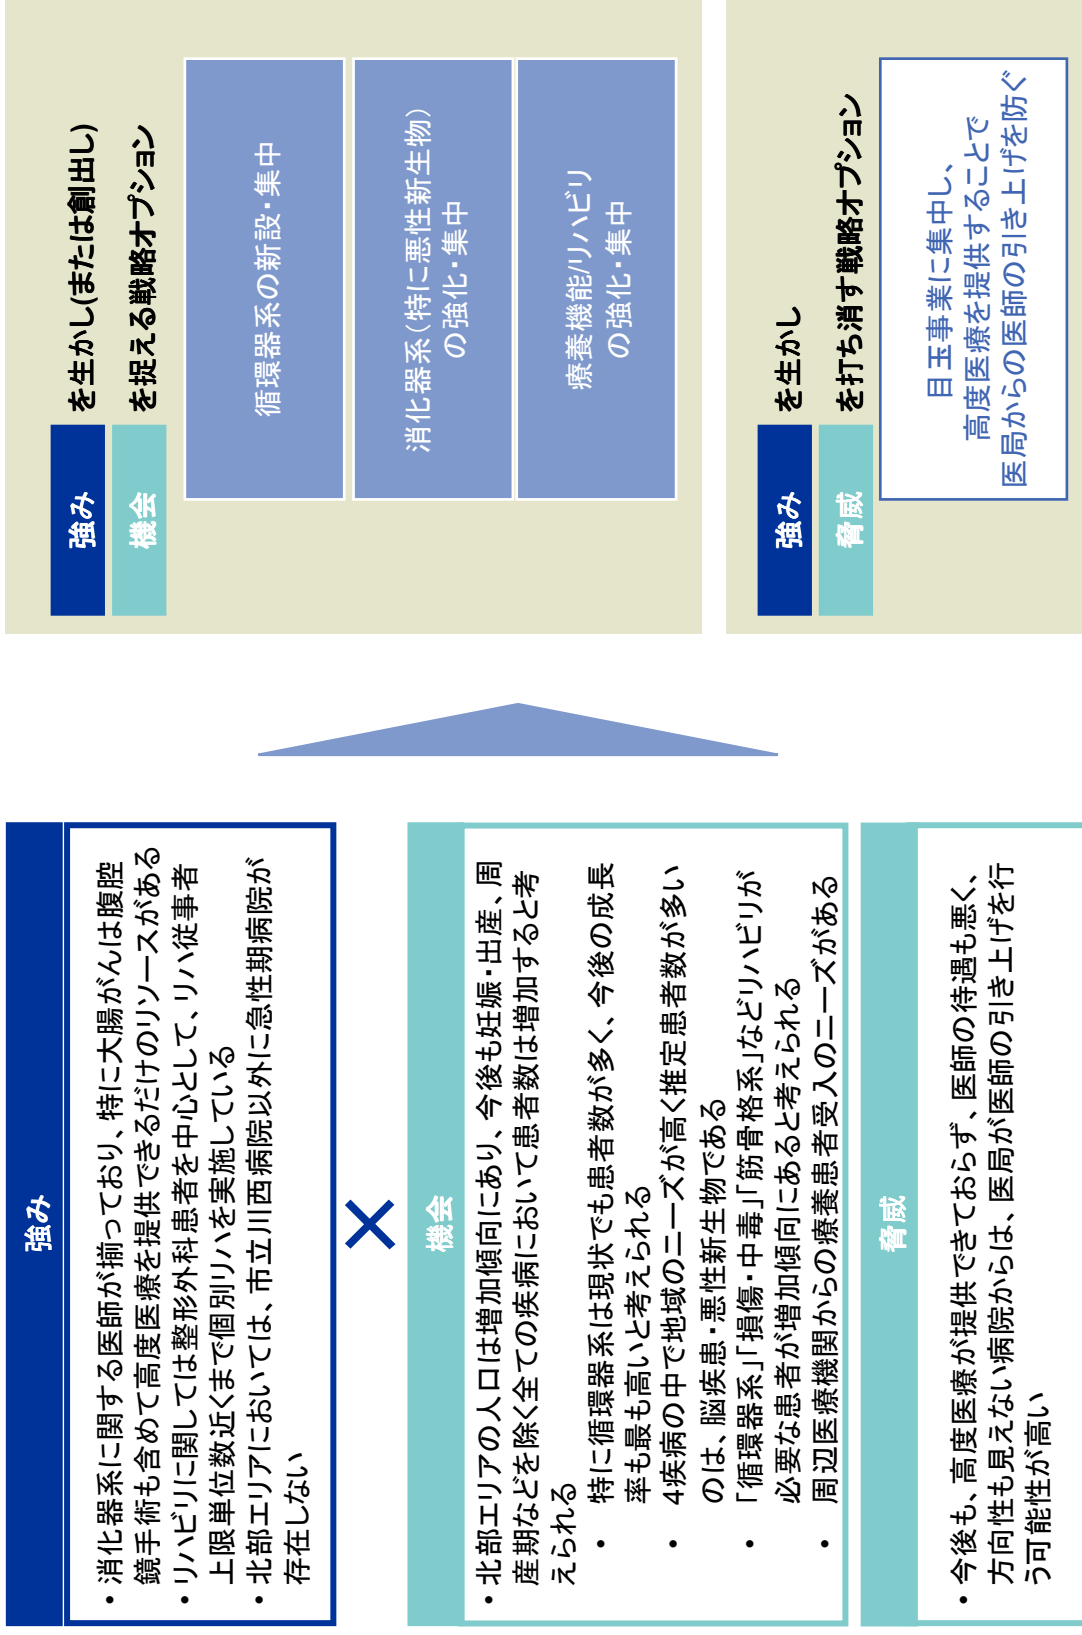 強み
・消化器系に関する医師が揃っており、特に大腸がんは腹腔
鏡手術も含めて高度医療を提供できるだけのリソースがある
・リハビリに関しては整形外科患者を中心として、リハ従事者
上限単位数近くまで個別リハを実施している
・北部エリアにおいては、市立川西病院以外に急性期病院が
存在しない
×
機会
・北部エリアの人口は増加傾向にあり、今後も妊娠・出産、周
産期などを除く全ての疾病において患者数は増加すると考
えられる
・特に循環器系は現状でも患者数が多く、今後の成長
率も最も高いと考えられる
・4疾病の中で地域のニーズが高く推定患者数が多い
のは、脳疾患・悪性新生物である
・「循環器系」「損傷・中毒」「筋骨格系」などリハビリが
必要な患者が増加傾向にあると考えられる
・周辺医療機関からの療養患者受入のニーズがある
脅威
・今後も、高度医療が提供できておらず、医師の待遇も悪く、
方向性も見えない病院からは、医局が医師の引き上げを行
う可能性が高い
強み を生かし(または創出し)
機会 を捉える戦略オプション
循環器系の新設・集中
消化器系（特に悪性新生物）
の強化・集中
療養機能/リハビリ
の強化・集中
強み を生かし
脅威 を打ち消す戦略オプション
目玉事業に集中し、
高度医療を提供することで
医局からの医師の引き上げを防ぐ